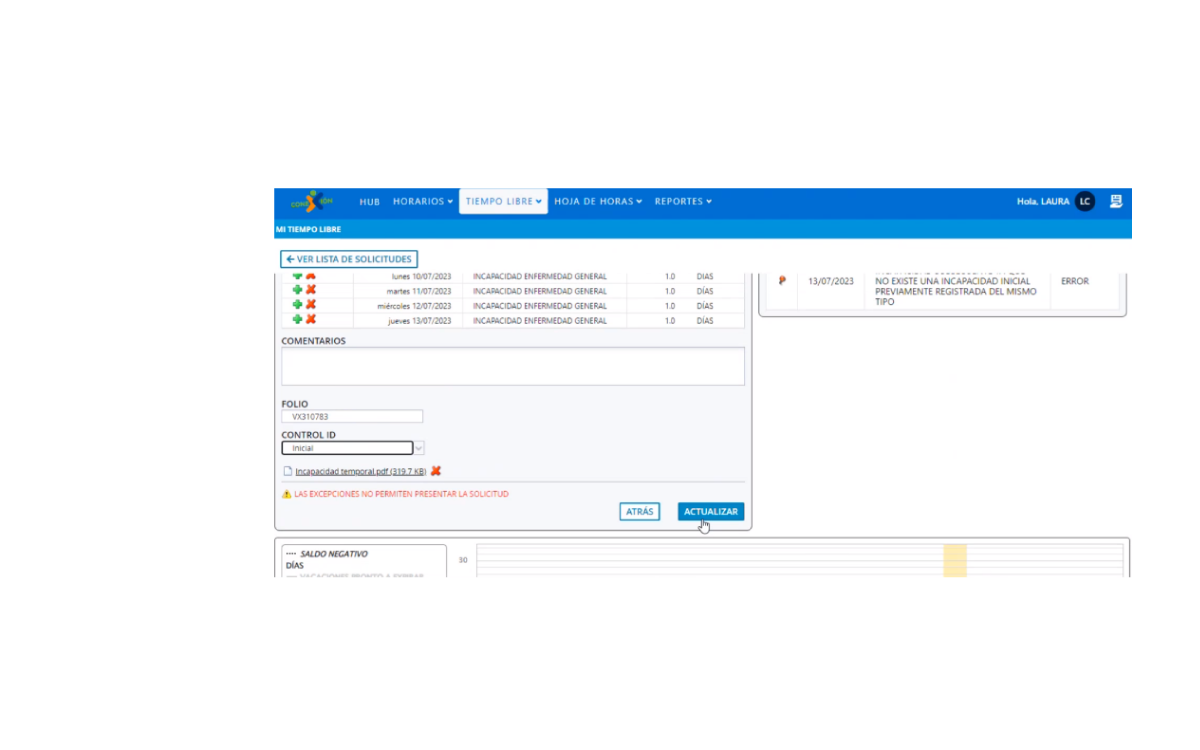 CONEXIÓN
HUB HORARIOS TIEMPO LIBRE HOJA DE HORAS REPORTES Hola, LAURA LC
MI TIEMPO LIBRE
VER LISTA DE SOLICITUDES
lunes 10/07/2023 INCAPACIDAD ENFERMEDAD GENERAL 1.0 DÍAS
martes 11/07/2023 INCAPACIDAD ENFERMEDAD GENERAL 1.0 DÍAS
miércoles 12/07/2023 INCAPACIDAD ENFERMEDAD GENERAL 1.0 DÍAS
jueves 13/07/2023 INCAPACIDAD ENFERMEDAD GENERAL 1.0 DÍAS
13/07/2023 NO EXISTE UNA INCAPACIDAD INICIAL ERROR
PREVIAMENTE REGISTRADA DEL MISMO
TIPO
COMENTARIOS
FOLIO
VX310783
CONTROL ID
Inicial
Incapacidad temporal.pdf (319.7 KB)
LAS EXCEPCIONES NO PERMITEN PRESENTAR LA SOLICITUD
ATRÁS ACTUALIZAR
---- SALDO NEGATIVO
DÍAS
50